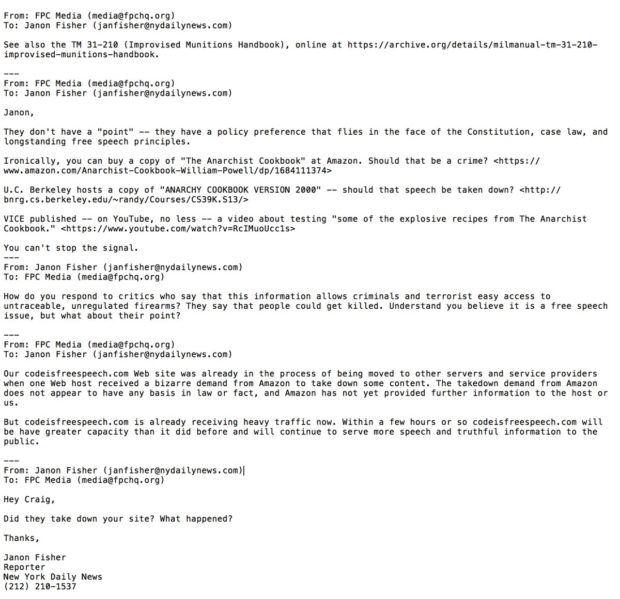 From: FPC Media (media@fpchq.org)
To: Janon Fisher (janfisher@nydailynews.com)
See also the TM 31-210 (Improvised Munitions Handbook), online at https://archive.org/details/milmanual-tm-31-210-
improvised-munitions-handbook.
---
From: FPC Media (media@fpchq.org)
To: Janon Fisher (janfisher@nydailynews.com)
Janon,
They don't have a "point" -- they have a policy preference that flies in the face of the Constitution, case law, and
longstanding free speech principles.
Ironically, you can buy a copy of "The Anarchist Cookbook" at Amazon. Should that be a crime? <https://
www.amazon.com/Anarchist-Cookbook-William-Powell/dp/1684111374>
U.C. Berkeley hosts a copy of "ANARCHY COOKBOOK VERSION 2000" -- should that speech be taken down? <http://
bnrg.cs.berkeley.edu/~randy/Courses/CS39K.S13/>
VICE published -- on YouTube, no less -- a video about testing "some of the explosive recipes from The Anarchist
Cookbook." <https://www.youtube.com/watch?v=RcIMuoUcc1s>
You can't stop the signal.
---
From: Janon Fisher (janfisher@nydailynews.com)
To: FPC Media (media@fpchq.org)
How do you respond to critics who say that this information allows criminals and terrorist easy access to
untraceable, unregulated firearms? They say that people could get killed. Understand you believe it is a free speech
issue, but what about their point?
---
From: FPC Media (media@fpchq.org)
To: Janon Fisher (janfisher@nydailynews.com)
Our codeisfreespeech.com Web site was already in the process of being moved to other servers and service providers
when one Web host received a bizarre demand from Amazon to take down some content. The takedown demand from Amazon
does not appear to have any basis in law or fact, and Amazon has not yet provided further information to the host or
us.
But codeisfreespeech.com is already receiving heavy traffic now. Within a few hours or so codeisfreespeech.com will
be have greater capacity than it did before and will continue to serve more speech and truthful information to the
public.
---
From: Janon Fisher (janfisher@nydailynews.com)
To: FPC Media (media@fpchq.org)
Hey Craig,
Did they take down your site? What happened?
Thanks,
Janon Fisher
Reporter
New York Daily News
(212) 210-1537